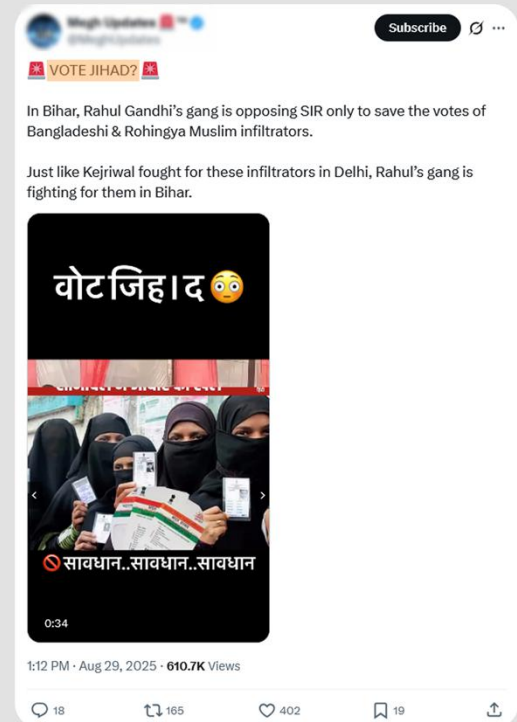 Subscribe
🚨 VOTE JIHAD? 🚨
In Bihar, Rahul Gandhi's gang is opposing SIR only to save the votes of
Bangladeshi & Rohingya Muslim infiltrators.
Just like Kejriwal fought for these infiltrators in Delhi, Rahul's gang is
fighting for them in Bihar.
वोट जिह।द 😳
🚫 सावधान..सावधान..सावधान
0:34
1:12 PM · Aug 29, 2025 · 610.7K Views
18 165 402 19